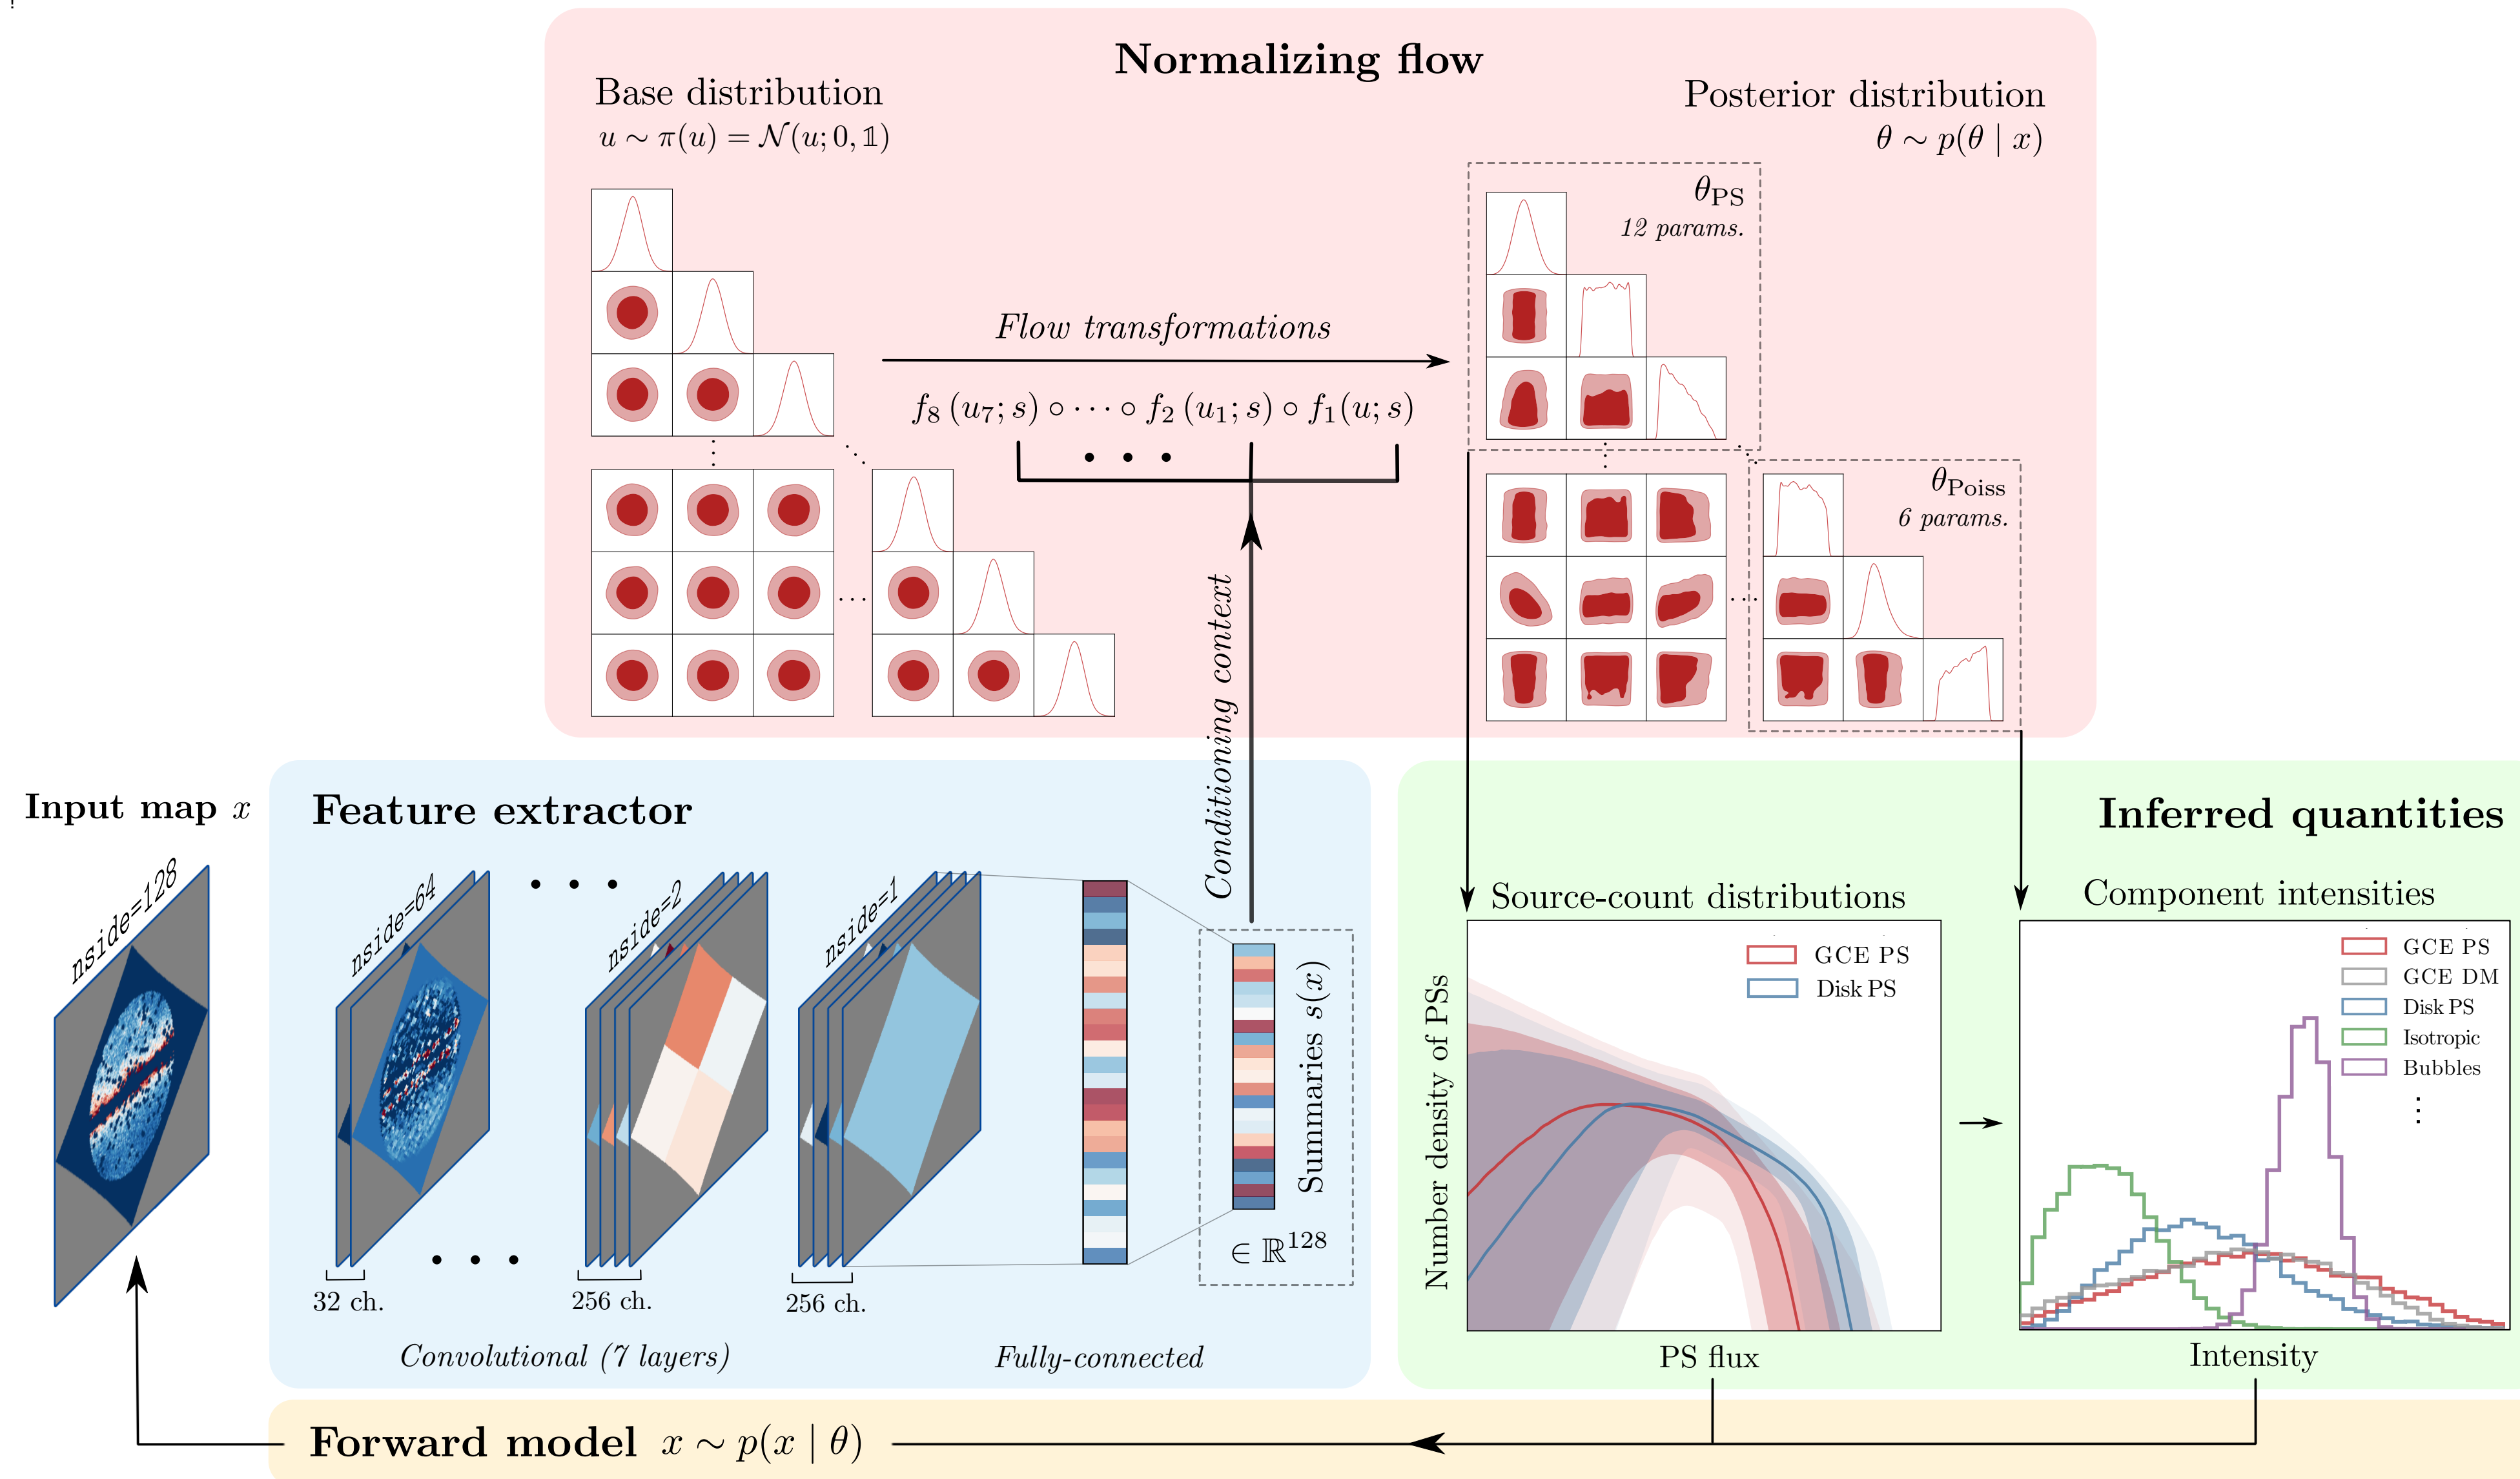 Normalizing flow
Base distribution
u ∼ π(u) = 𝒩(u; 0, 𝟙)
Posterior distribution
θ ∼ p(θ | x)
θ_PS
12 params.
Flow transformations
f₈ (u₇; s) ∘ ⋯ ∘ f₂ (u₁; s) ∘ f₁(u; s)
• • •
θ_Poiss
6 params.
Conditioning context
Input map x
nside=128
Feature extractor
nside=64
• • •
nside=2
nside=1
Summaries s(x)
∈ ℝ¹²⁸
32 ch.
• • •
256 ch.
256 ch.
Convolutional (7 layers)
Fully-connected
Inferred quantities
Source-count distributions
GCE PS
Disk PS
Number density of PSs
PS flux
Component intensities
GCE PS
GCE DM
Disk PS
Isotropic
Bubbles
⋮
Intensity
Forward model x ∼ p(x | θ)